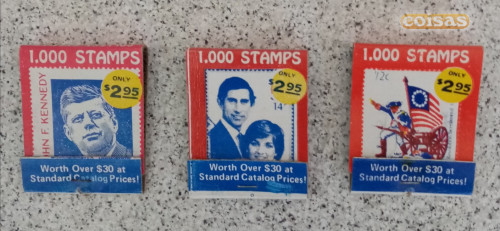 coisas
1.000 STAMPS
ONLY
$2.95
JOHN F. KENNEDY
Worth Over $30 at
Standard Catalog Prices!
1.000 STAMPS
ONLY
$2.95
14
Worth Over $30 at
Standard Catalog Prices!
1.000 STAMPS
ONLY
$2.95
Worth Over $30 at
Standard Catalog Prices!